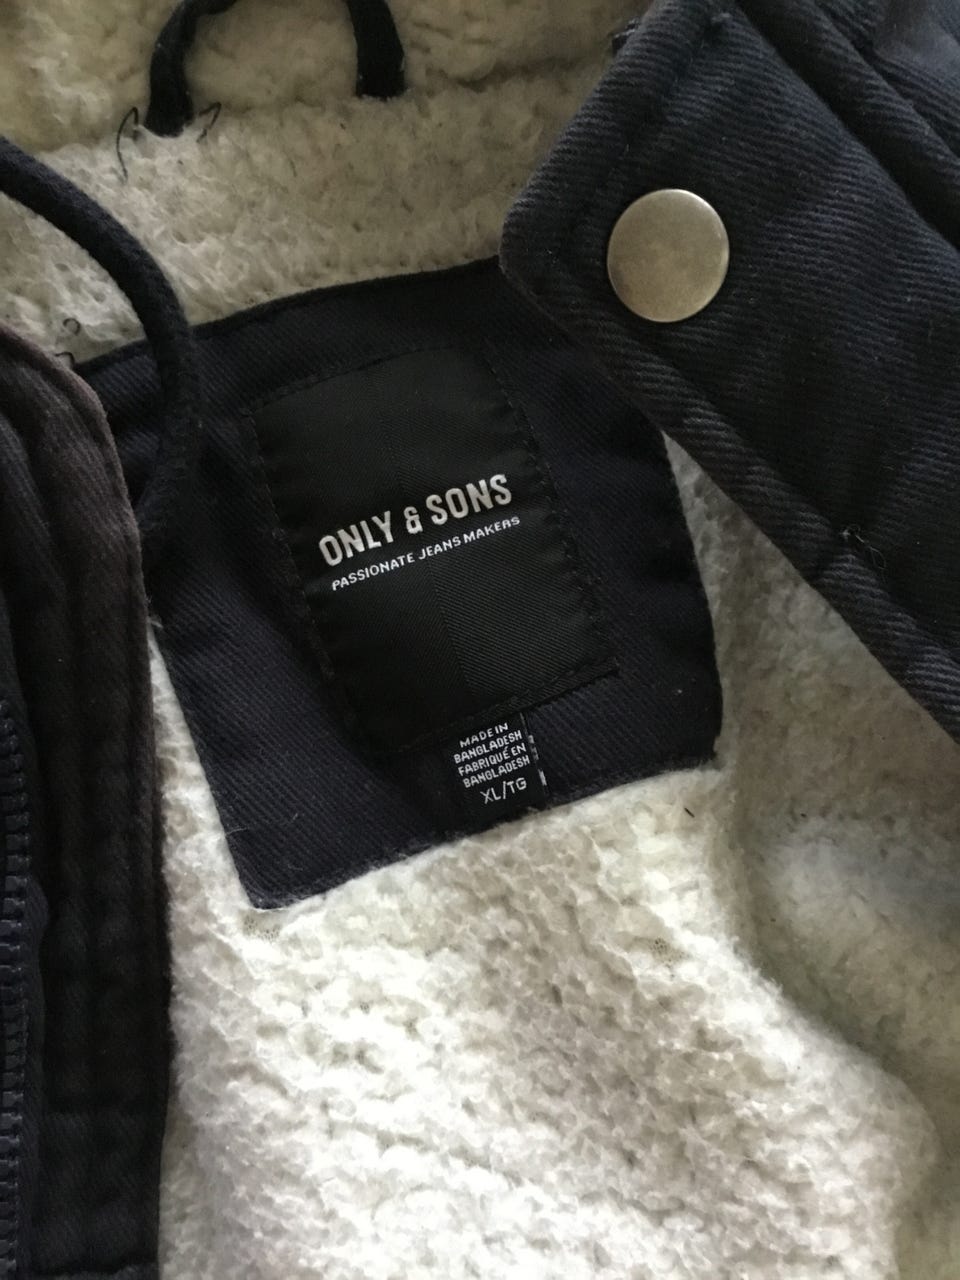 ONLY & SONS
PASSIONATE JEANS MAKERS
MADE IN
BANGLADESH
FABRIQUÉ EN
BANGLADESH
XL/TG